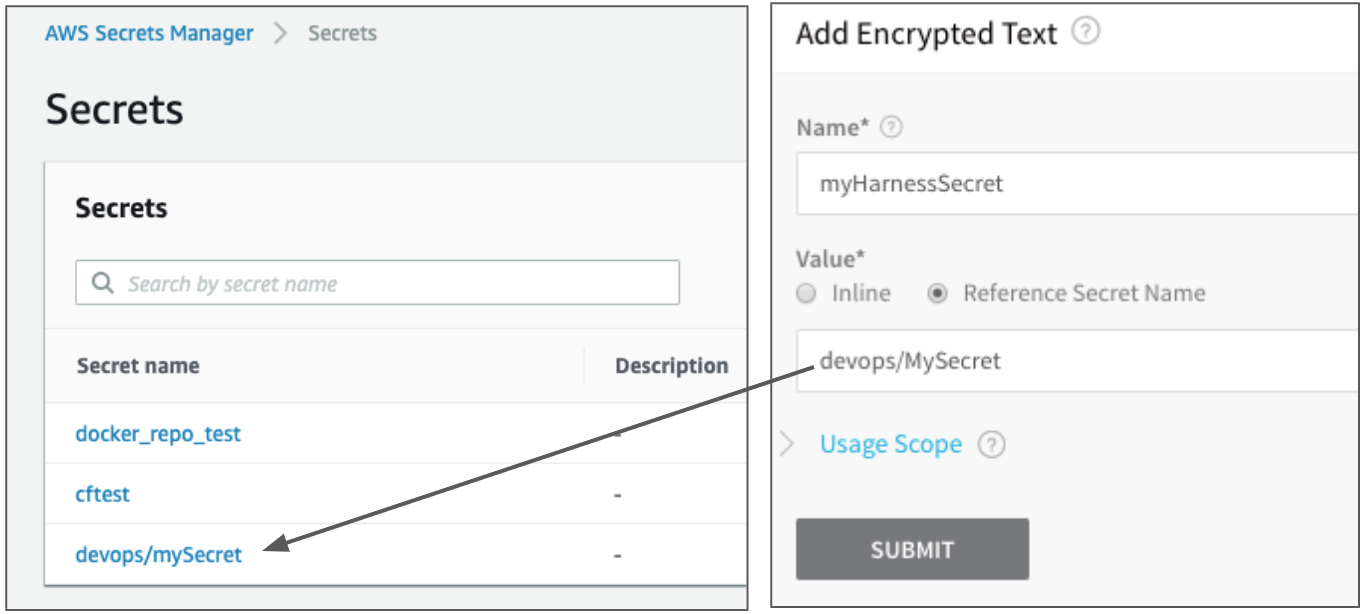 AWS Secrets Manager > Secrets
Secrets
Secrets
Search by secret name
Secret name Description
docker_repo_test -
cftest -
devops/mySecret -
Add Encrypted Text ?
Name* ?
myHarnessSecret
Value*
Inline Reference Secret Name
devops/MySecret
Usage Scope ?
SUBMIT